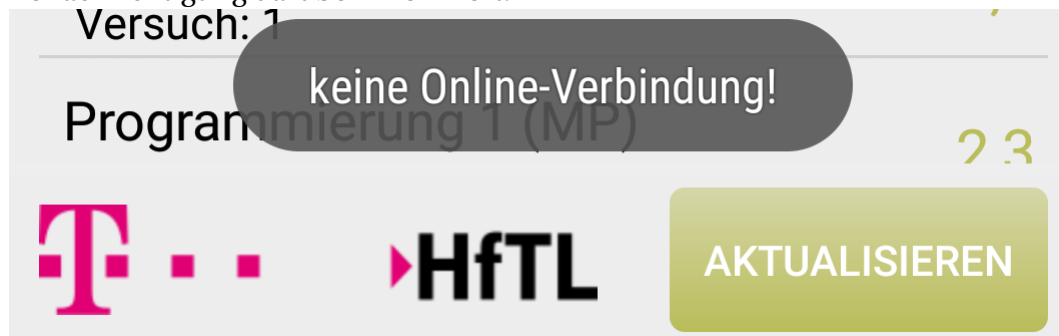 Versuch: 1
keine Online-Verbindung!
Programmierung 1 (MP)
2,3
T
HfTL
AKTUALISIEREN